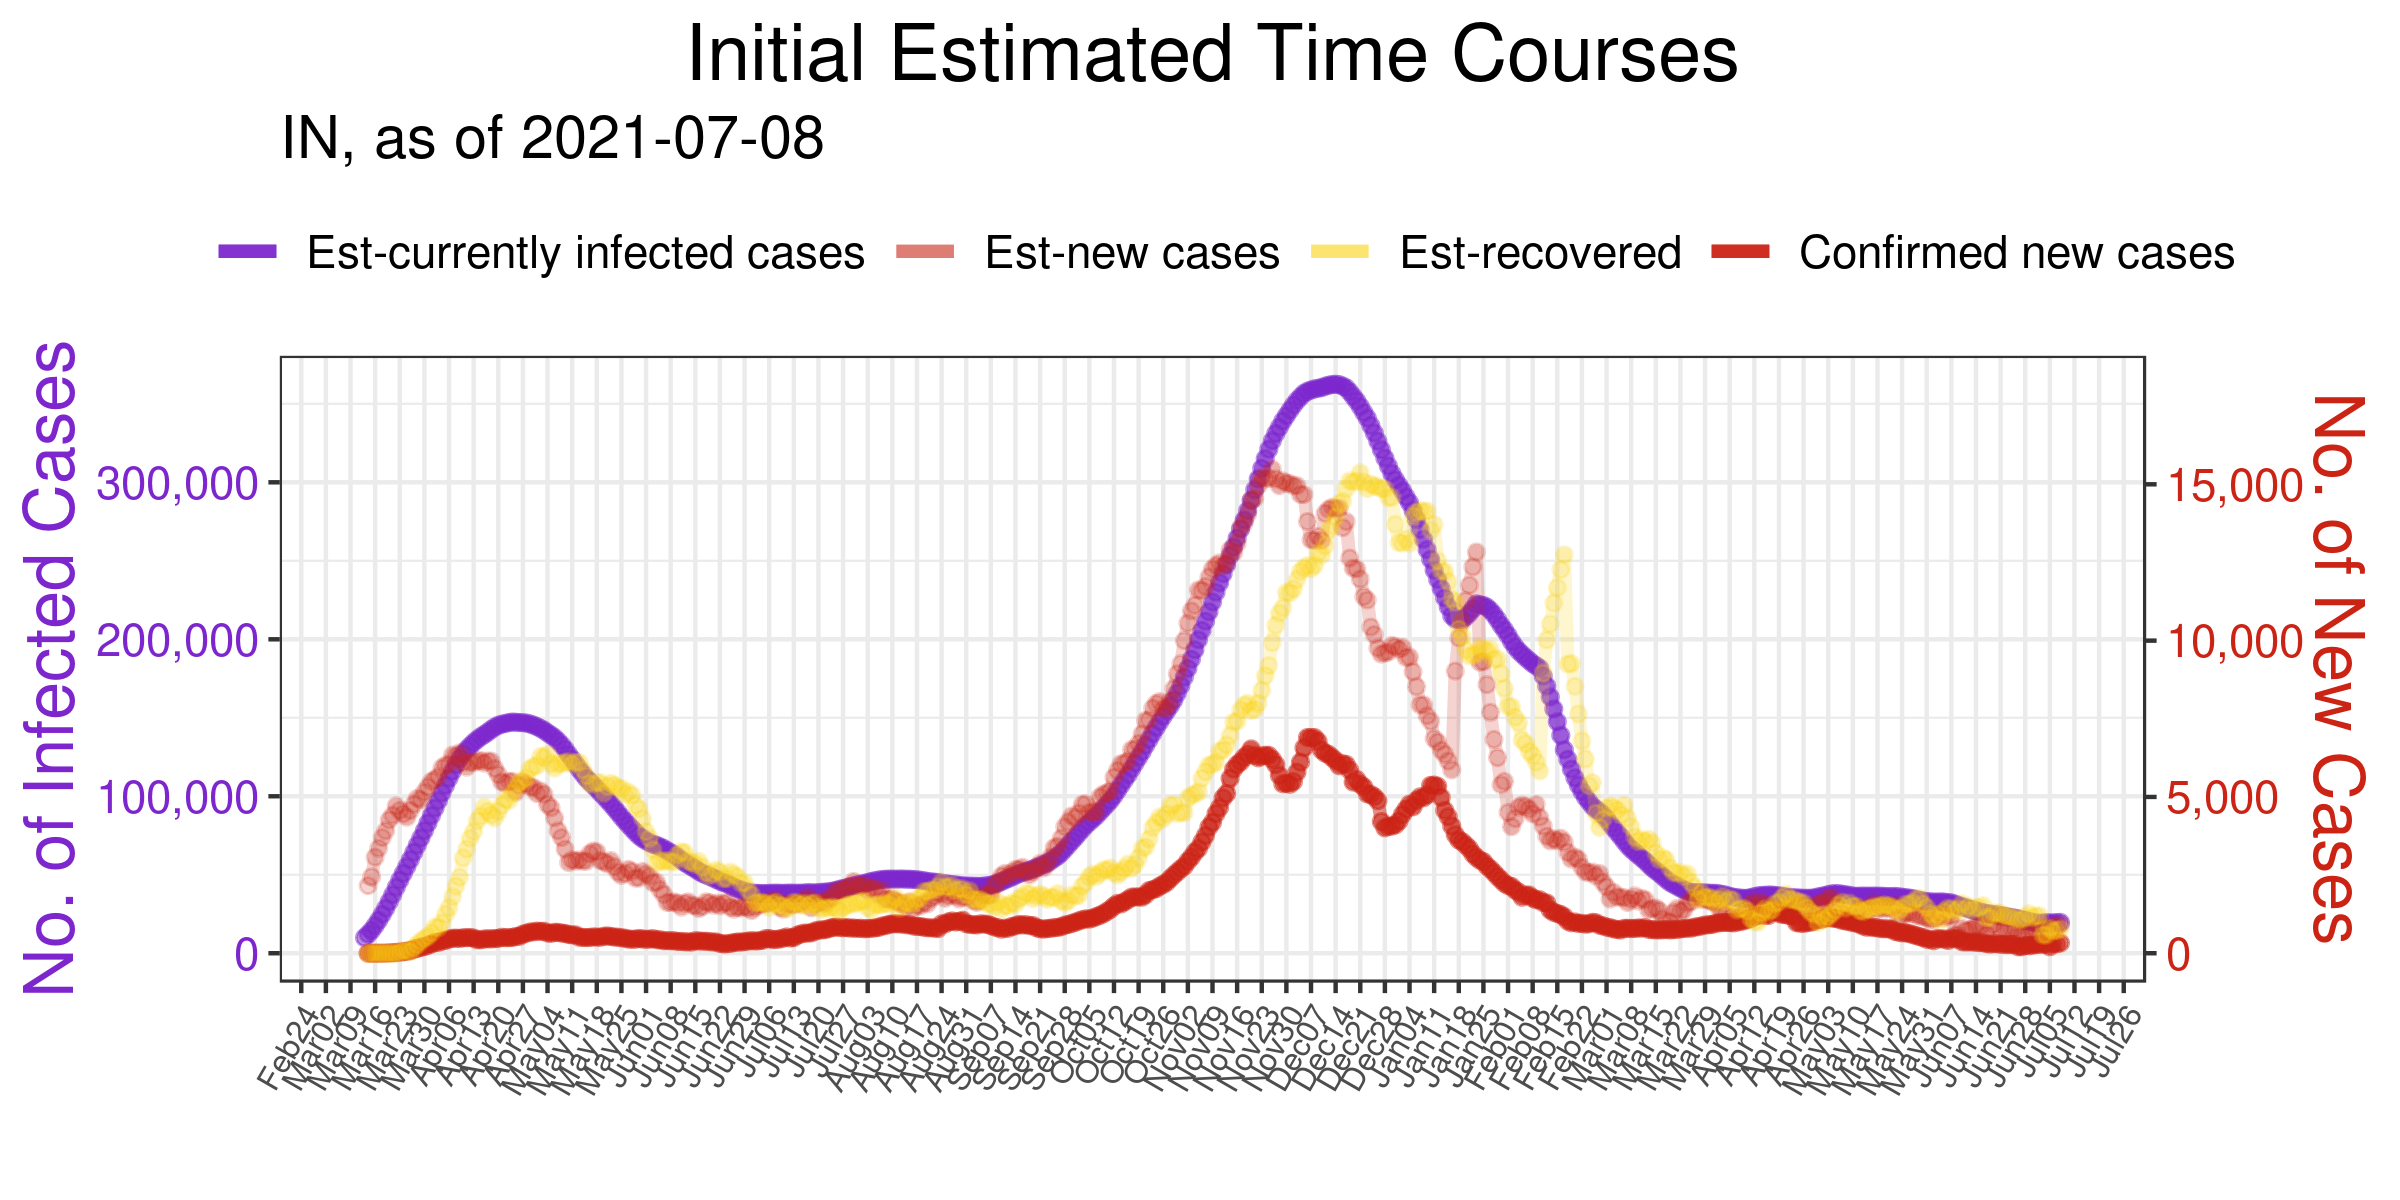 Initial Estimated Time Courses
IN, as of 2021-07-08
Est-currently infected cases Est-new cases Est-recovered Confirmed new cases
No. of Infected Cases
300,000
200,000
100,000
0
15,000
10,000
5,000
0
No. of New Cases
Feb24 Mar02 Mar09 Mar16 Mar23 Mar30 Apr06 Apr13 Apr20 Apr27 May04 May11 May18 May25 Jun01 Jun08 Jun15 Jun22 Jun29 Jul06 Jul13 Jul20 Jul27 Aug03 Aug10 Aug17 Aug24 Aug31 Sep07 Sep14 Sep21 Sep28 Oct05 Oct12 Oct19 Oct26 Nov02 Nov09 Nov16 Nov23 Nov30 Dec07 Dec14 Dec21 Dec28 Jan04 Jan11 Jan18 Jan25 Feb01 Feb08 Feb15 Feb22 Mar01 Mar08 Mar15 Mar22 Mar29 Apr05 Apr12 Apr19 Apr26 May03 May10 May17 May24 May31 Jun07 Jun14 Jun21 Jun28 Jul05 Jul12 Jul19 Jul26